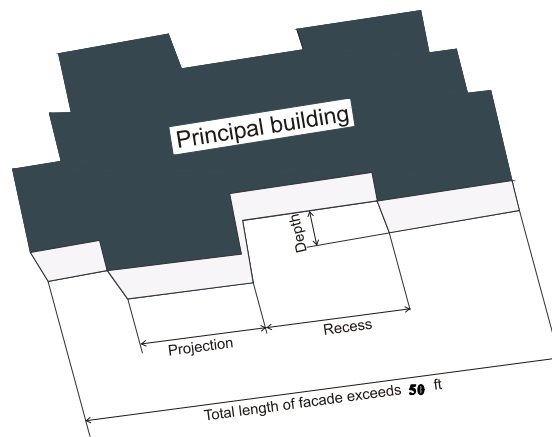 Principal building
Depth
Projection
Recess
Total length of facade exceeds 50 ft